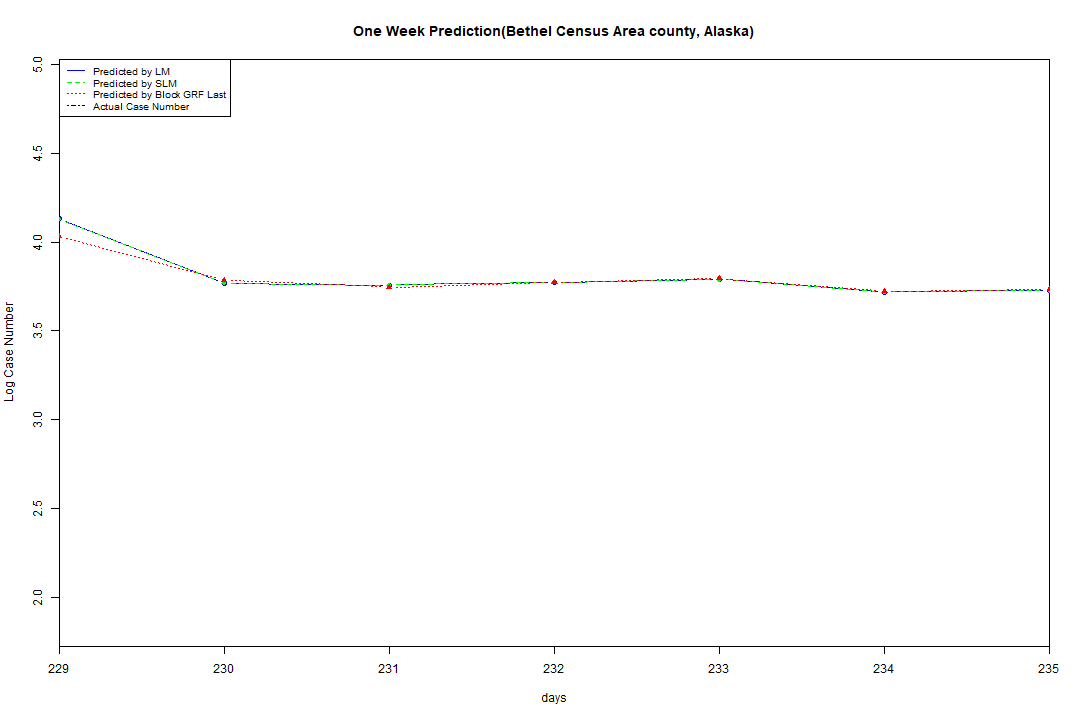 One Week Prediction(Bethel Census Area county, Alaska)
Predicted by LM
Predicted by SLM
Predicted by Block GRF Last
Actual Case Number
5.0
4.5
4.0
3.5
3.0
2.5
2.0
Log Case Number
229 230 231 232 233 234 235
days